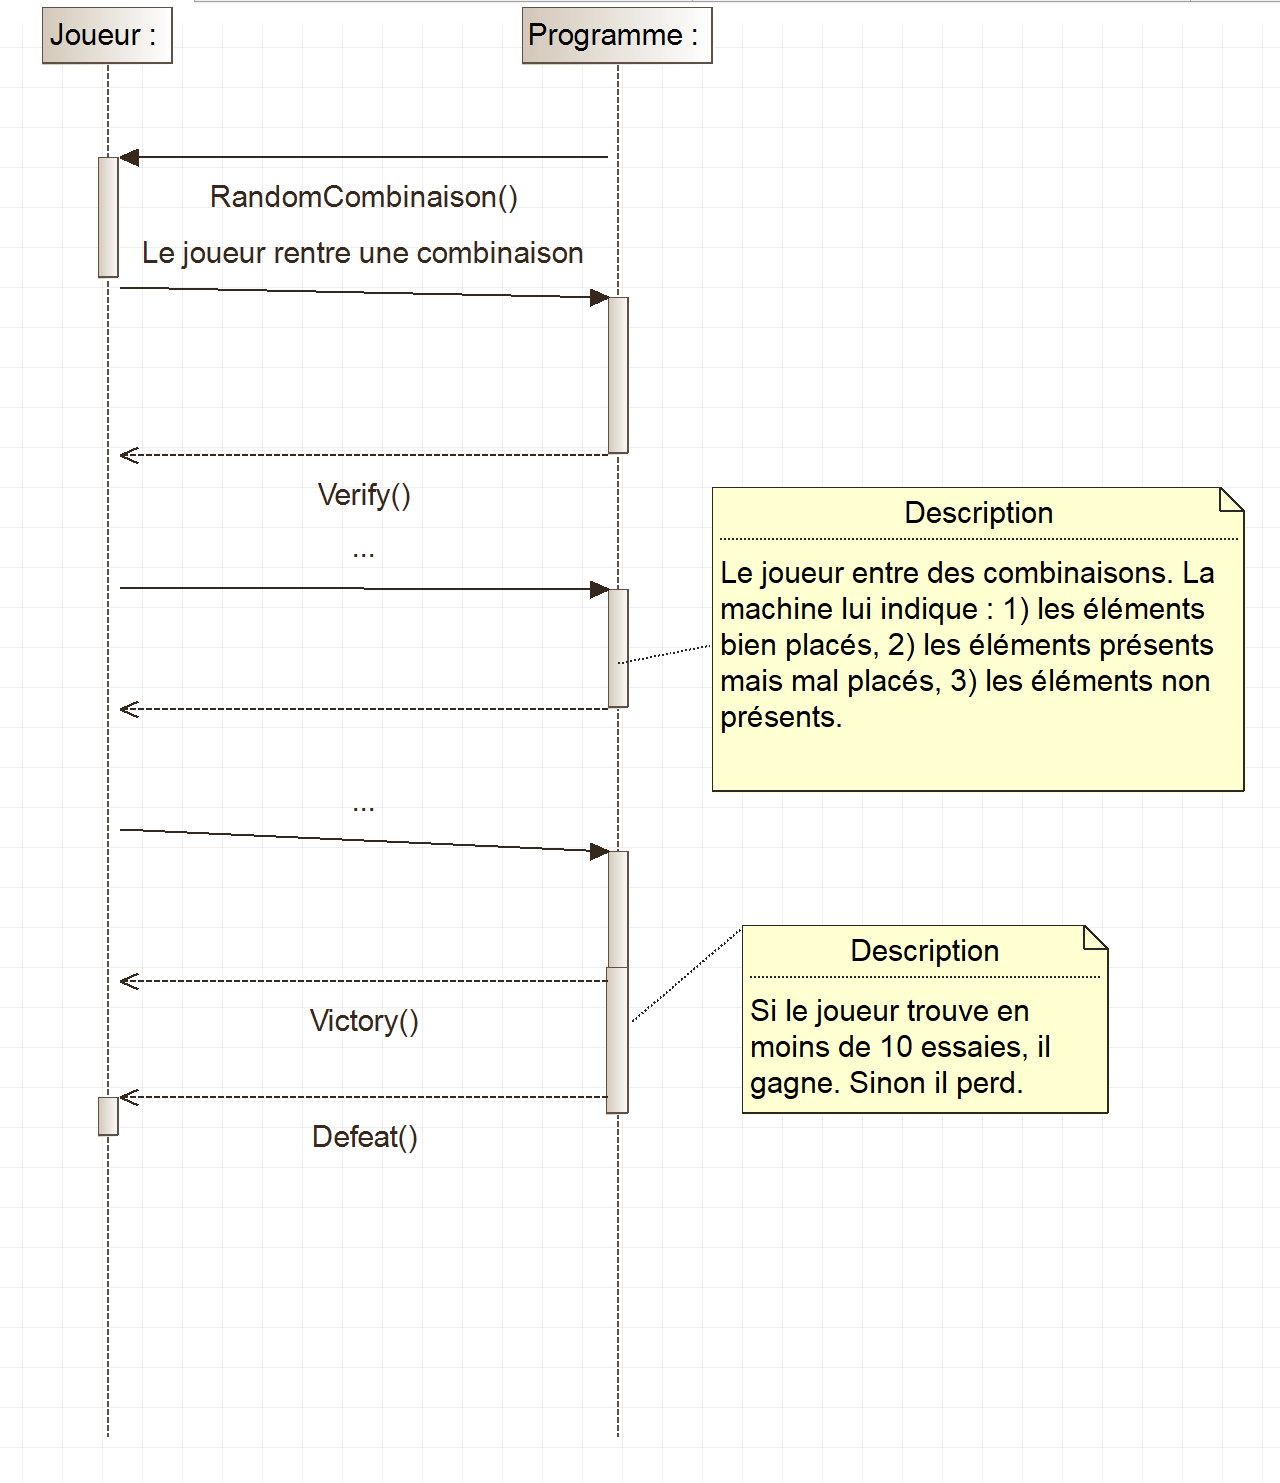 Joueur :
Programme :
RandomCombinaison()
Le joueur rentre une combinaison
Verify()
...
Description
Le joueur entre des combinaisons. La
machine lui indique : 1) les éléments
bien placés, 2) les éléments présents
mais mal placés, 3) les éléments non
présents.
...
Description
Si le joueur trouve en
moins de 10 essaies, il
gagne. Sinon il perd.
Victory()
Defeat()